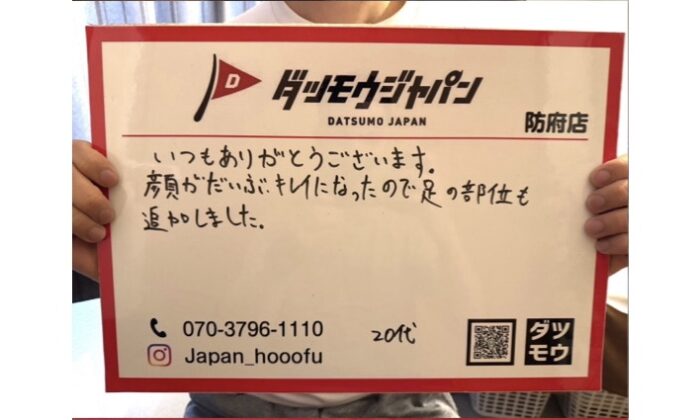 D
ダツモウジャパン
DATSUMO JAPAN
防府店
いつもありがとうございます。
顔がだいぶキレイになったので足の部位も
追加しました。
070-3796-1110
20代
Japan_hooofu
ダツ
モウ